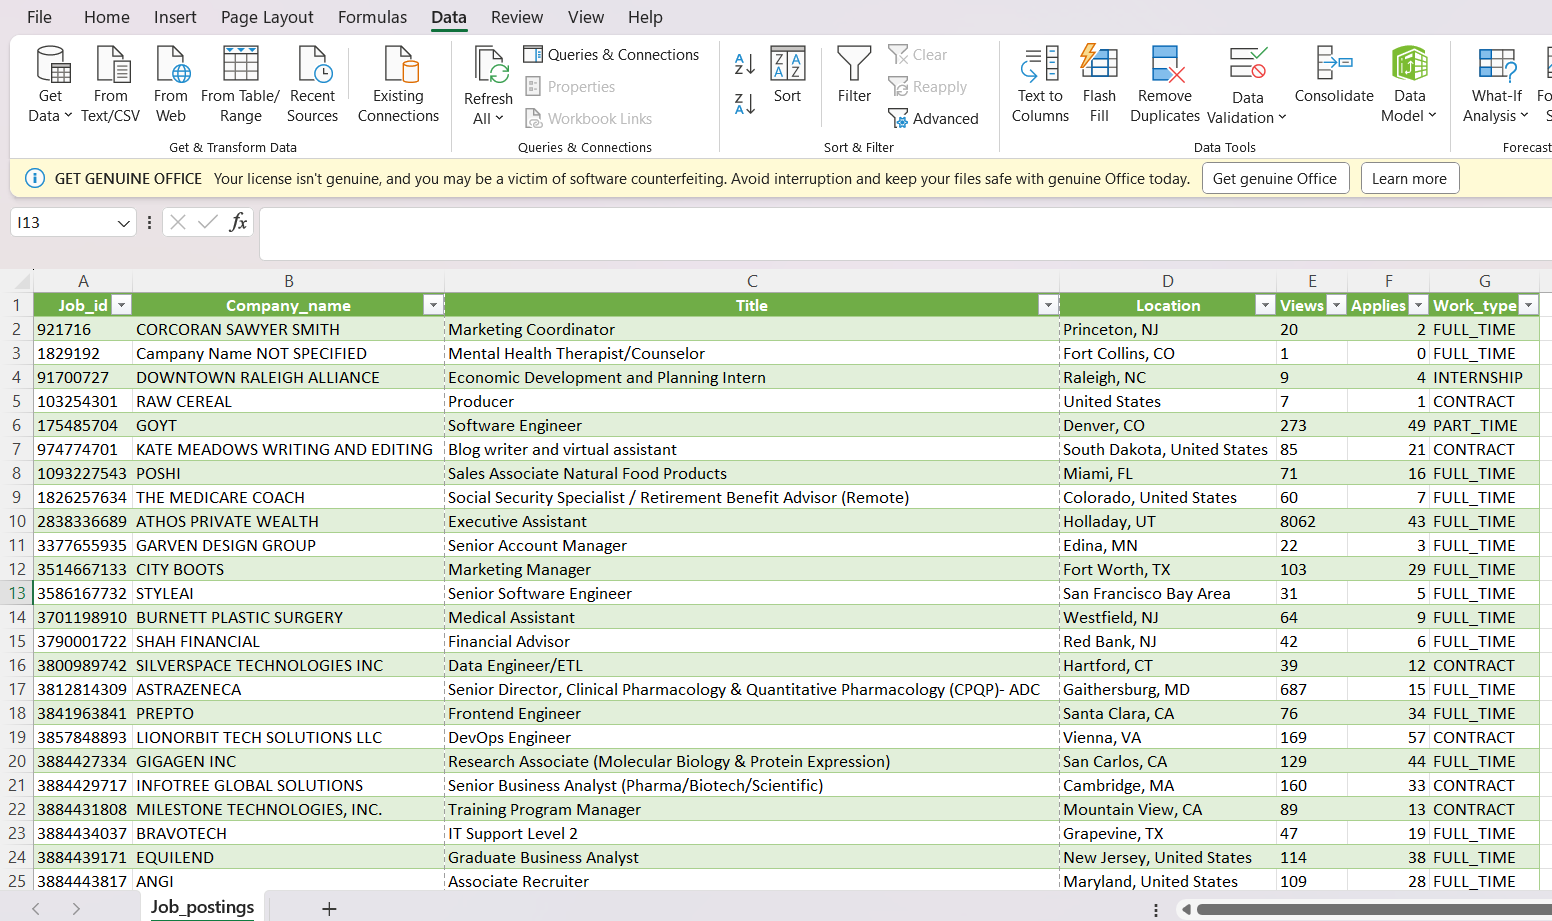 File Home Insert Page Layout Formulas Data Review View Help
Get Data From Text/CSV From Web From Table/ Range Recent Sources Existing Connections
Get & Transform Data
Refresh All Queries & Connections Properties Workbook Links
Queries & Connections
Sort Filter Clear Reapply Advanced
Sort & Filter
Text to Columns Flash Fill Remove Duplicates Data Validation Consolidate Data Model
Data Tools
What-If Analysis
Forecast
GET GENUINE OFFICE Your license isn't genuine, and you may be a victim of software counterfeiting. Avoid interruption and keep your files safe with genuine Office today. Get genuine Office Learn more
I13 fx
A B C D E F G
1 Job_id Company_name Title Location Views Applies Work_type
2 921716 CORCORAN SAWYER SMITH Marketing Coordinator Princeton, NJ 20 2 FULL_TIME
3 1829192 Campany Name NOT SPECIFIED Mental Health Therapist/Counselor Fort Collins, CO 1 0 FULL_TIME
4 91700727 DOWNTOWN RALEIGH ALLIANCE Economic Development and Planning Intern Raleigh, NC 9 4 INTERNSHIP
5 103254301 RAW CEREAL Producer United States 7 1 CONTRACT
6 175485704 GOYT Software Engineer Denver, CO 273 49 PART_TIME
7 974774701 KATE MEADOWS WRITING AND EDITING Blog writer and virtual assistant South Dakota, United States 85 21 CONTRACT
8 1093227543 POSHI Sales Associate Natural Food Products Miami, FL 71 16 FULL_TIME
9 1826257634 THE MEDICARE COACH Social Security Specialist / Retirement Benefit Advisor (Remote) Colorado, United States 60 7 FULL_TIME
10 2838336689 ATHOS PRIVATE WEALTH Executive Assistant Holladay, UT 8062 43 FULL_TIME
11 3377655935 GARVEN DESIGN GROUP Senior Account Manager Edina, MN 22 3 FULL_TIME
12 3514667133 CITY BOOTS Marketing Manager Fort Worth, TX 103 29 FULL_TIME
13 3586167732 STYLEAI Senior Software Engineer San Francisco Bay Area 31 5 FULL_TIME
14 3701198910 BURNETT PLASTIC SURGERY Medical Assistant Westfield, NJ 64 9 FULL_TIME
15 3790001722 SHAH FINANCIAL Financial Advisor Red Bank, NJ 42 6 FULL_TIME
16 3800989742 SILVERSPACE TECHNOLOGIES INC Data Engineer/ETL Hartford, CT 39 12 CONTRACT
17 3812814309 ASTRAZENECA Senior Director, Clinical Pharmacology & Quantitative Pharmacology (CPQP)- ADC Gaithersburg, MD 687 15 FULL_TIME
18 3841963841 PREPTO Frontend Engineer Santa Clara, CA 76 34 FULL_TIME
19 3857848893 LIONORBIT TECH SOLUTIONS LLC DevOps Engineer Vienna, VA 169 57 CONTRACT
20 3884427334 GIGAGEN INC Research Associate (Molecular Biology & Protein Expression) San Carlos, CA 129 44 FULL_TIME
21 3884429717 INFOTREE GLOBAL SOLUTIONS Senior Business Analyst (Pharma/Biotech/Scientific) Cambridge, MA 160 33 CONTRACT
22 3884431808 MILESTONE TECHNOLOGIES, INC. Training Program Manager Mountain View, CA 89 13 CONTRACT
23 3884434037 BRAVOTECH IT Support Level 2 Grapevine, TX 47 19 FULL_TIME
24 3884439171 EQUILEND Graduate Business Analyst New Jersey, United States 114 38 FULL_TIME
25 3884443817 ANGI Associate Recruiter Maryland, United States 109 28 FULL_TIME
Job_postings